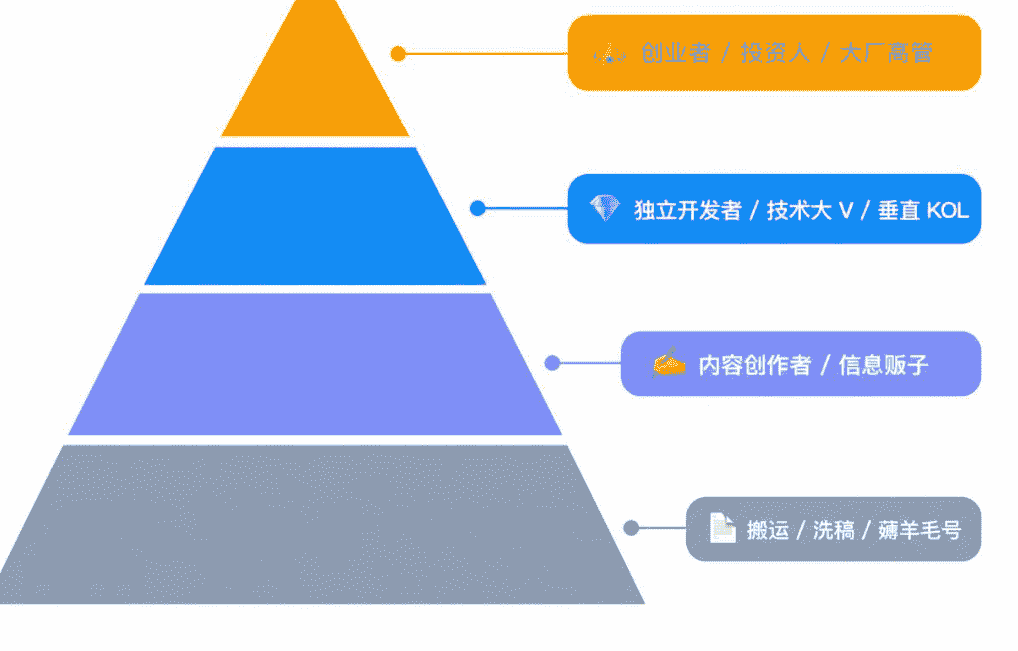 创业者 / 投资人 / 大厂高管
💎 独立开发者 / 技术大 V / 垂直 KOL
✍️ 内容创作者 / 信息贩子
📄 搬运 / 洗稿 / 薅羊毛号